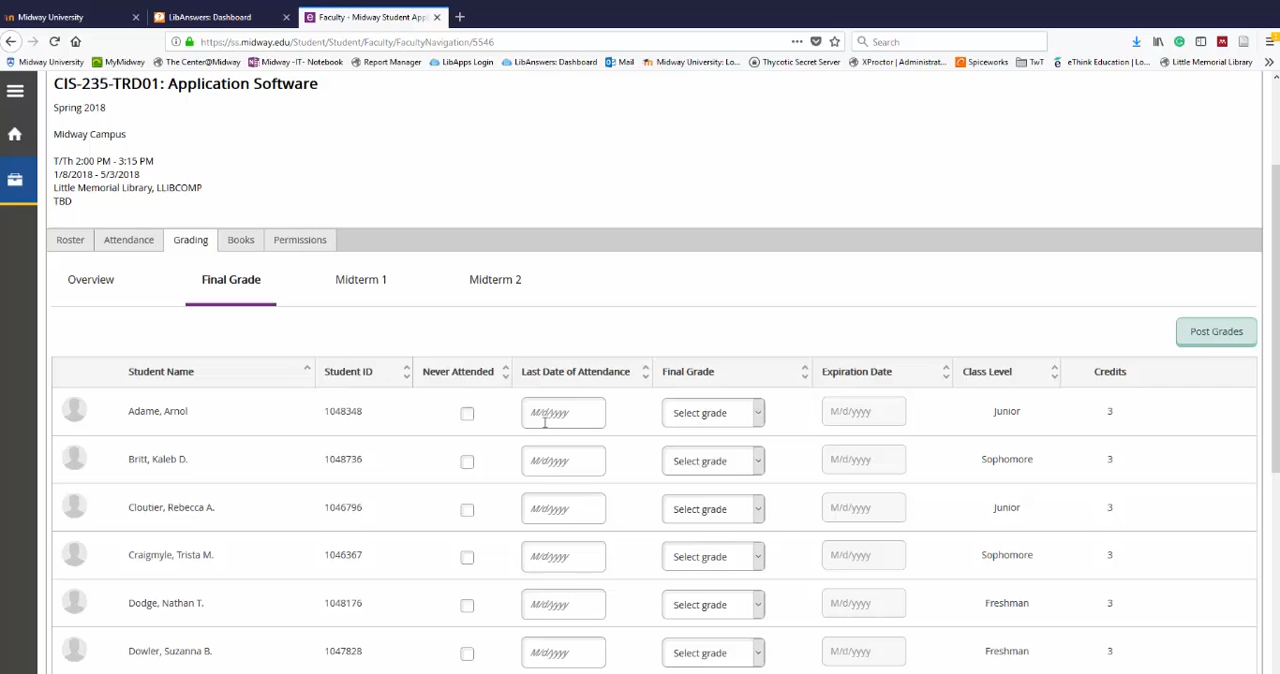 Midway University
LibAnswers: Dashboard
Faculty - Midway Student Appl
https://ss.midway.edu/Student/Student/Faculty/FacultyNavigation/5546
Search
Midway University
MyMidway
The Center@Midway
Midway -IT- Notebook
Report Manager
LibApps Login
LibAnswers: Dashboard
Mail
Midway University: Lo...
Thycotic Secret Server
XProctor | Administrat...
Spiceworks
TwT
eThink Education | Lo...
Little Memorial Library
CIS-235-TRD01: Application Software
Spring 2018
Midway Campus
T/Th 2:00 PM - 3:15 PM
1/8/2018 - 5/3/2018
Little Memorial Library, LLIBCOMP
TBD
Roster Attendance Grading Books Permissions
Overview Final Grade Midterm 1 Midterm 2
Post Grades
Student Name Student ID Never Attended Last Date of Attendance Final Grade Expiration Date Class Level Credits
Adame, Arnol 1048348 M/d/yyyy Select grade M/d/yyyy Junior 3
Britt, Kaleb D. 1048736 M/d/yyyy Select grade M/d/yyyy Sophomore 3
Cloutier, Rebecca A. 1046796 M/d/yyyy Select grade M/d/yyyy Junior 3
Craigmyle, Trista M. 1046367 M/d/yyyy Select grade M/d/yyyy Sophomore 3
Dodge, Nathan T. 1048176 M/d/yyyy Select grade M/d/yyyy Freshman 3
Dowler, Suzanna B. 1047828 M/d/yyyy Select grade M/d/yyyy Freshman 3